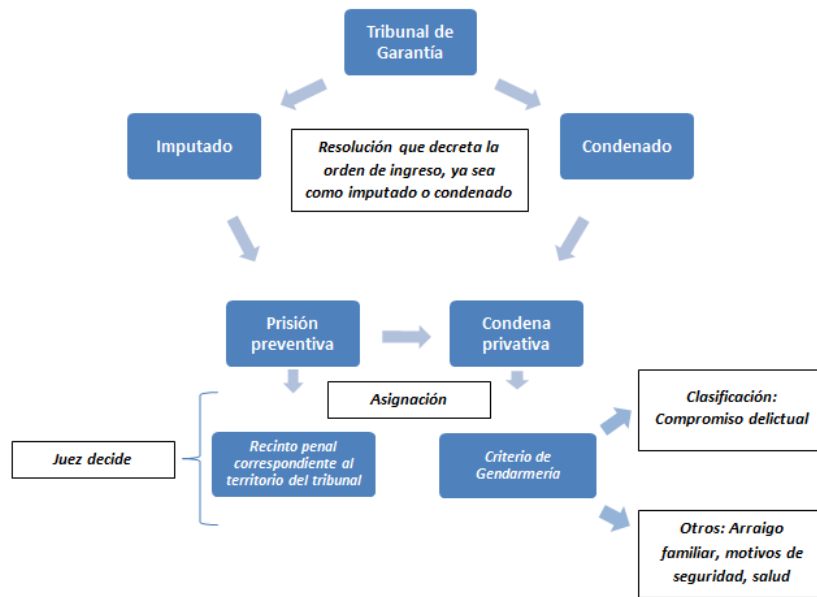 Tribunal de
Garantía
Imputado
Resolución que decreta la
orden de ingreso, ya sea
como imputado o condenado
Condenado
Prisión
preventiva
Condena
privativa
Asignación
Clasificación:
Compromiso delictual
Juez decide
Recinto penal
correspondiente al
territorio del tribunal
Criterio de
Gendarmería
Otros: Arraigo
familiar, motivos de
seguridad, salud